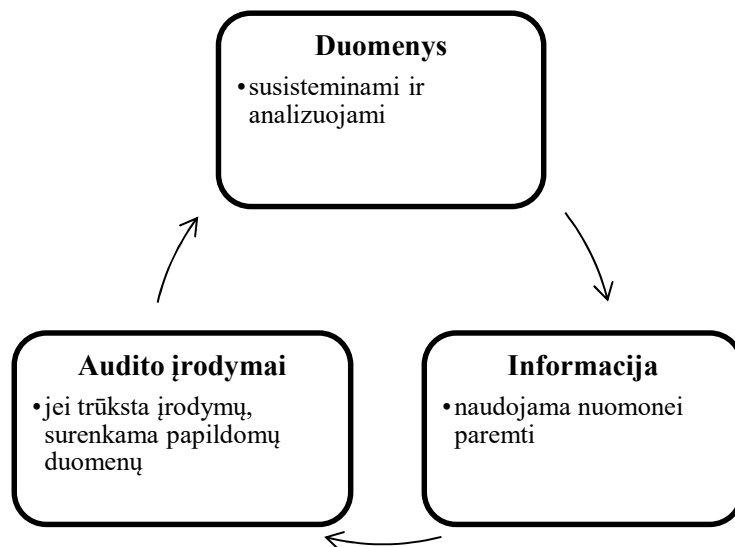 Duomenys
•susisteminami ir
analizuojami
Audito įrodymai
•jei trūksta įrodymų,
surenkama papildomų
duomenų
Informacija
•naudojama nuomonei
paremti